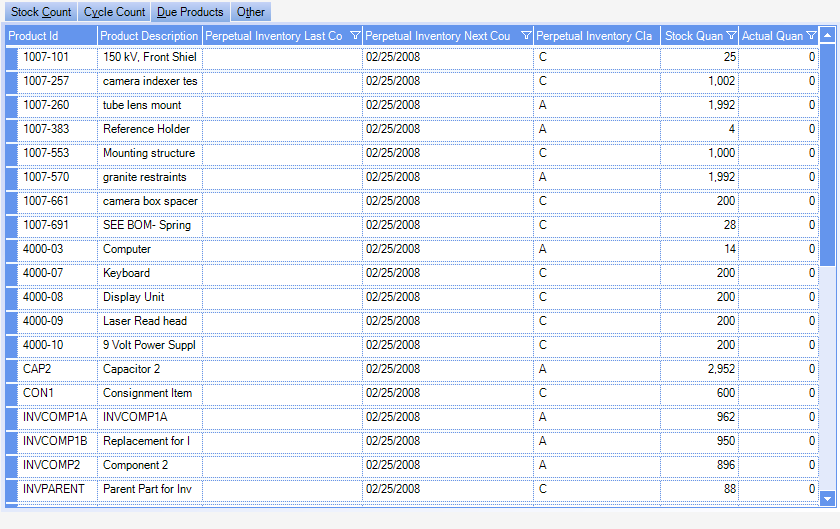 Stock Count Cycle Count Due Products Other
Product Id Product Description Perpetual Inventory Last Co Perpetual Inventory Next Cou Perpetual Inventory Cla Stock Quan Actual Quan
1007-101 150 kV, Front Shiel 02/25/2008 C 25 0
1007-257 camera indexer tes 02/25/2008 C 1,002 0
1007-260 tube lens mount 02/25/2008 A 1,992 0
1007-383 Reference Holder 02/25/2008 A 4 0
1007-553 Mounting structure 02/25/2008 C 1,000 0
1007-570 granite restraints 02/25/2008 A 1,992 0
1007-661 camera box spacer 02/25/2008 C 200 0
1007-691 SEE BOM- Spring 02/25/2008 C 28 0
4000-03 Computer 02/25/2008 A 14 0
4000-07 Keyboard 02/25/2008 C 200 0
4000-08 Display Unit 02/25/2008 C 200 0
4000-09 Laser Read head 02/25/2008 C 200 0
4000-10 9 Volt Power Suppl 02/25/2008 C 200 0
CAP2 Capacitor 2 02/25/2008 A 2,952 0
CON1 Consignment Item 02/25/2008 C 600 0
INVCOMP1A INVCOMP1A 02/25/2008 A 962 0
INVCOMP1B Replacement for I 02/25/2008 A 950 0
INVCOMP2 Component 2 02/25/2008 A 896 0
INVPARENT Parent Part for Inv 02/25/2008 C 88 0